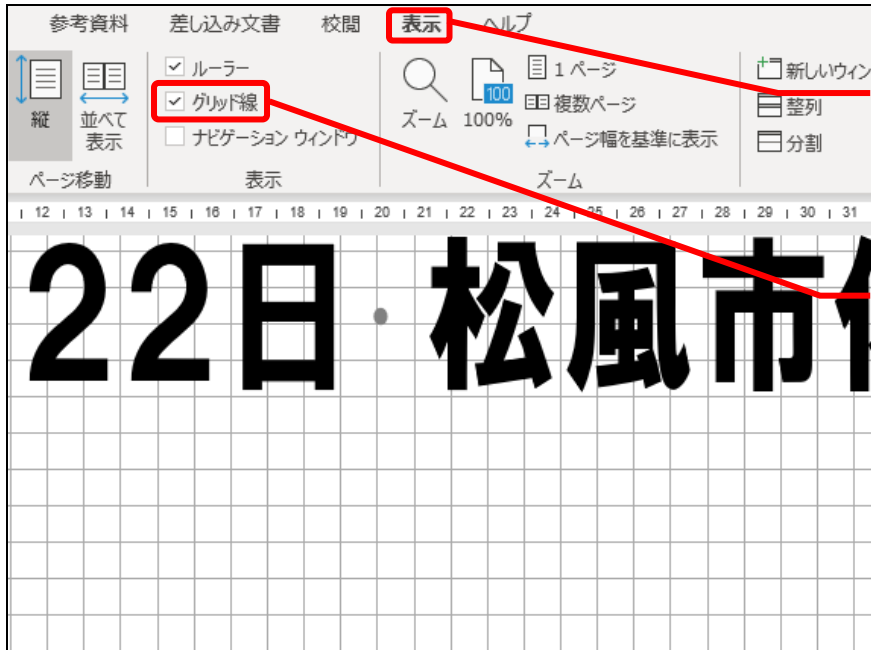 参考資料 差し込み文書 校閲 表示 ヘルプ
ルーラー
グリッド線
ナビゲーション ウィンドウ
縦
並べて
表示
ズーム
100
100%
1 ページ
複数ページ
ページ幅を基準に表示
新しいウィン
整列
分割
ページ移動 表示 ズーム
12 13 14 15 16 17 18 19 20 21 22 23 24 25 26 27 28 29 30 31
22日・松風市